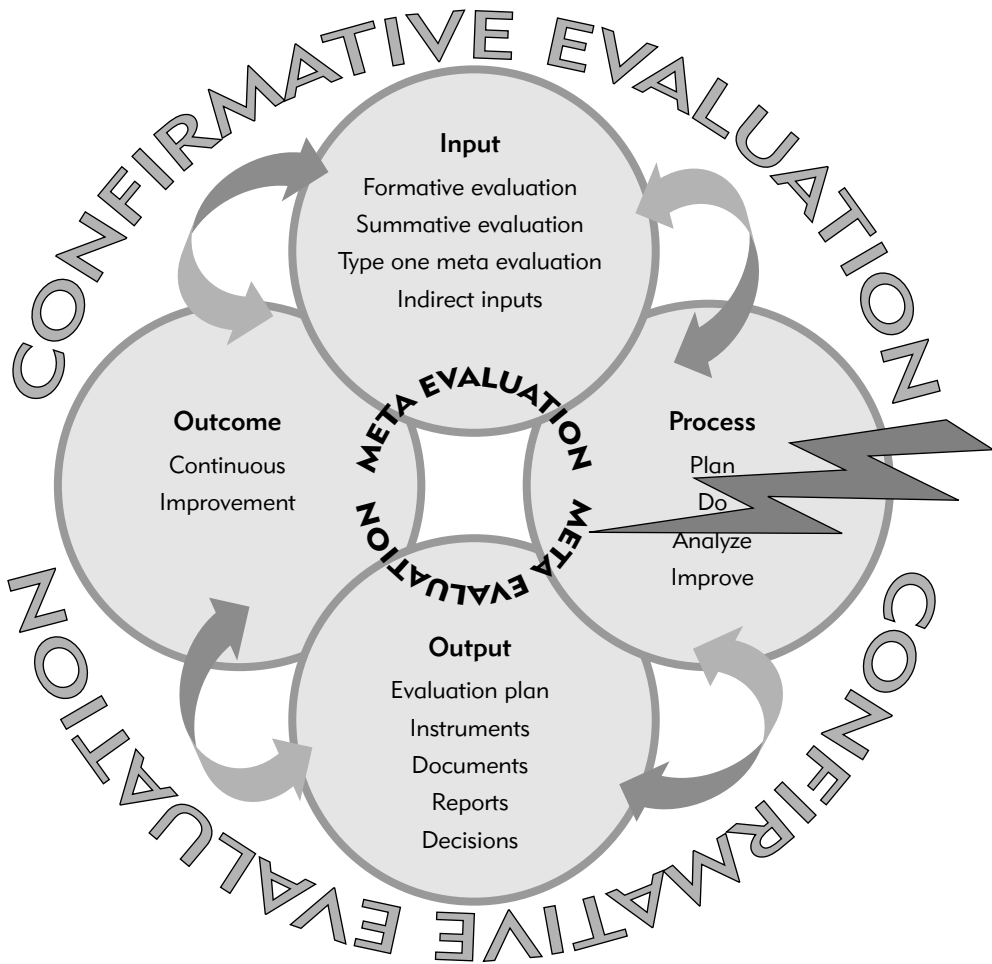 CONFIRMATIVE EVALUATION
Input
Formative evaluation
Summative evaluation
Type one meta evaluation
Indirect inputs
META EVALUATION
Outcome
Continuous
Improvement
Process
Plan
Do
Analyze
Improve
META EVALUATION
Output
Evaluation plan
Instruments
Documents
Reports
Decisions
CONFIRMATIVE EVALUATION